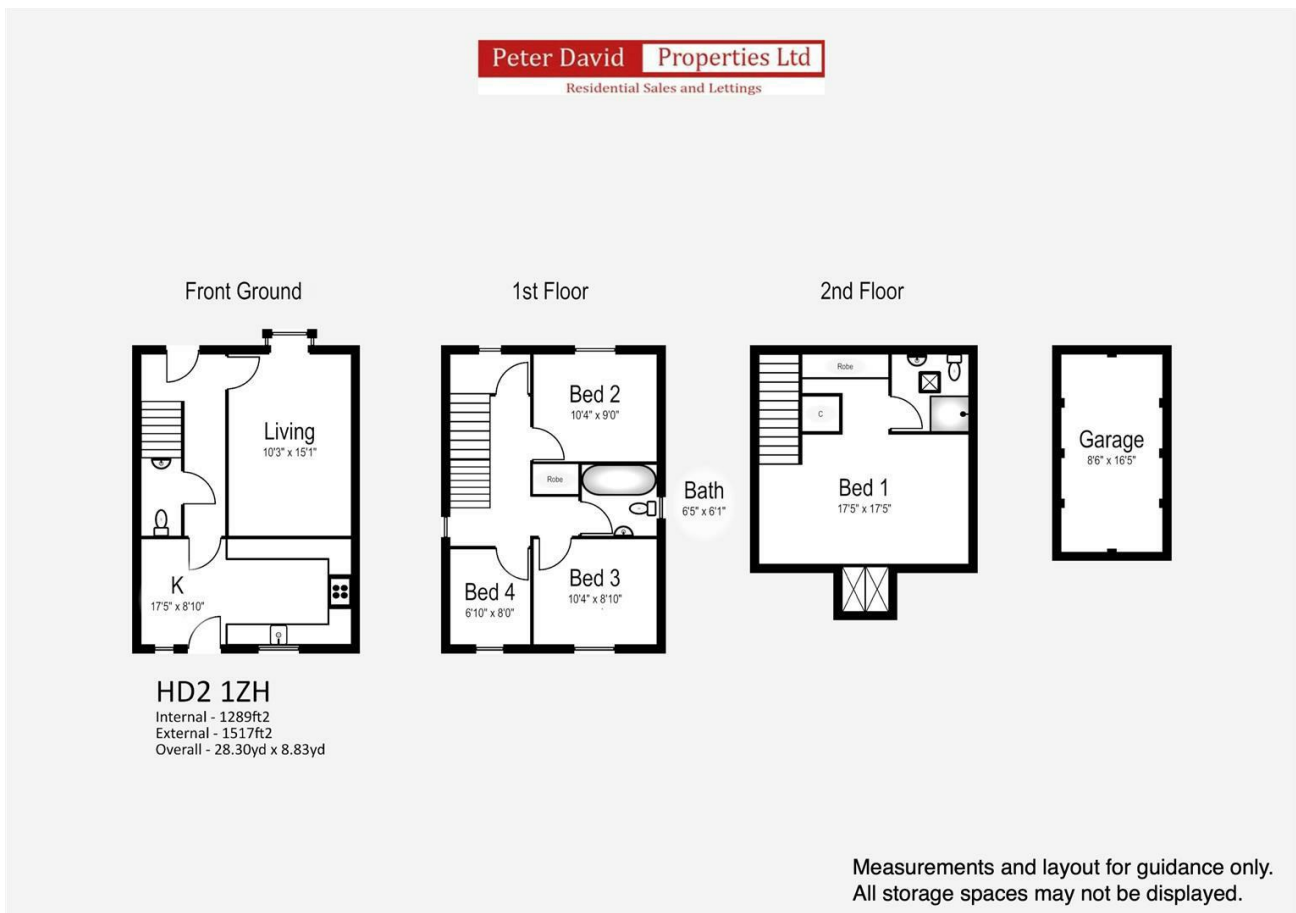 Peter David Properties Ltd
Residential Sales and Lettings
Front Ground
1st Floor
2nd Floor
Living
10'3" x 15'1"
K
17'5" x 8'10"
Bed 2
10'4" x 9'0"
Robe
Bath
6'5" x 6'1"
Bed 4
6'10" x 8'0"
Bed 3
10'4" x 8'10"
Robe
C
Bed 1
17'5" x 17'5"
Garage
8'6" x 16'5"
HD2 1ZH
Internal - 1289ft2
External - 1517ft2
Overall - 28.30yd x 8.83yd
Measurements and layout for guidance only.
All storage spaces may not be displayed.